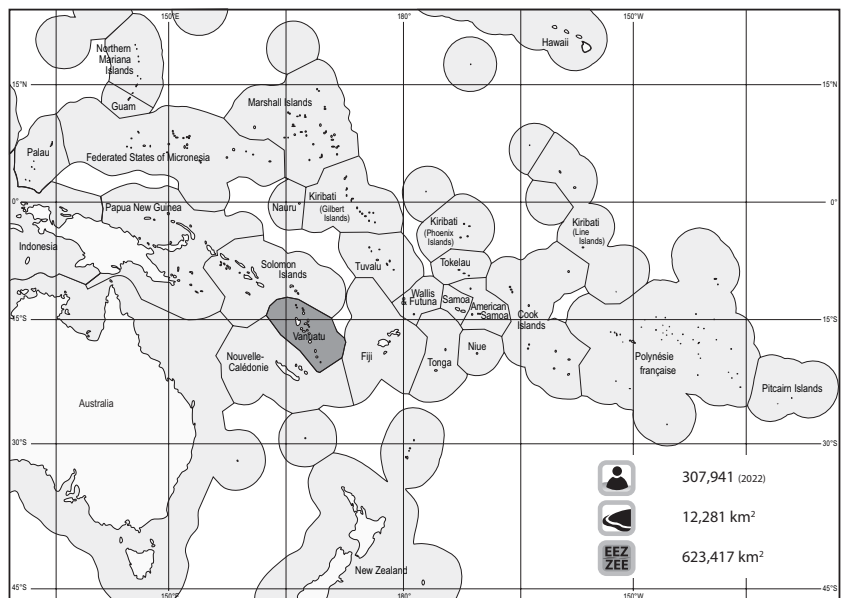 150°E
180°
150°W
Hawaii
Northern
Mariana
Islands
15°N
15°N
Guam
Marshall Islands
Palau
Federated States of Micronesia
0°
0°
Papua New Guinea
Nauru
Kiribati
(Gilbert
Islands)
Kiribati
(Phoenix
Islands)
Kiribati
(Line
Islands)
Indonesia
Solomon
Islands
Tuvalu
Tokelau
Wallis
& Futuna
Samoa
American
Samoa
Cook
Islands
15°S
15°S
Vanuatu
Nouvelle-
Calédonie
Fiji
Tonga
Niue
Polynésie
française
Pitcairn Islands
Australia
30°S
30°S
307,941 (2022)
12,281 km²
EEZ
ZEE
623,417 km²
New Zealand
45°S
45°S
150°E
180°
150°W